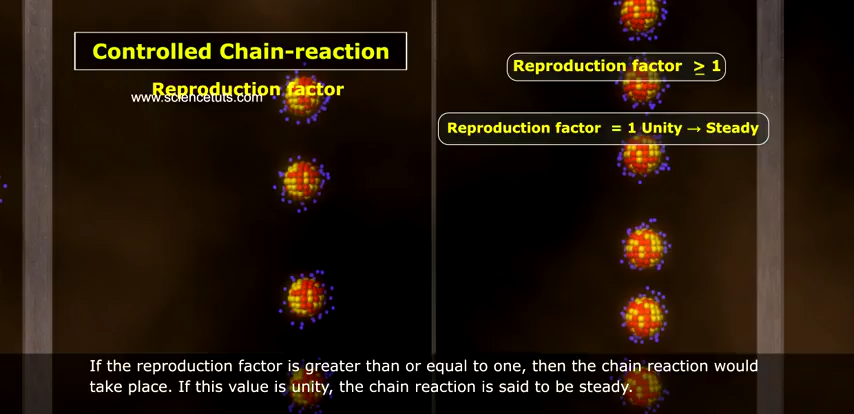 Controlled Chain-reaction
Reproduction factor
www.sciencetuts.com
Reproduction factor ≥ 1
Reproduction factor = 1 Unity → Steady
If the reproduction factor is greater than or equal to one, then the chain reaction would
take place. If this value is unity, the chain reaction is said to be steady.